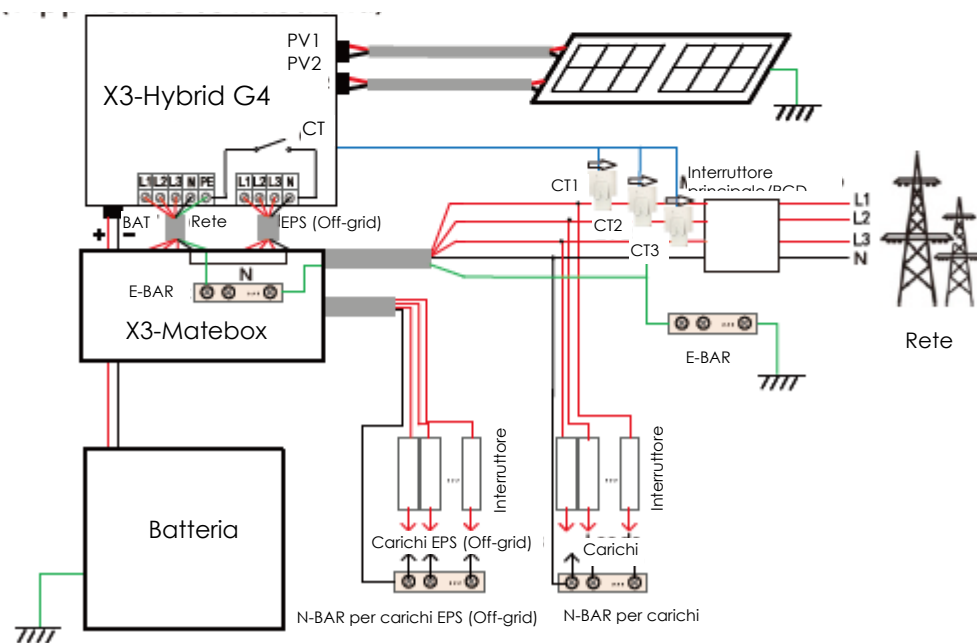 PV1
PV2
X3-Hybrid G4
CT
L1 L2 L3 N PE
L1 L2 L3 N
BAT
Rete
EPS (Off-grid)
+ −
CT1
CT2
CT3
Interruttore
L1
L2
L3
N
N
E-BAR
X3-Matebox
E-BAR
Rete
Interruttore
Interruttore
Batteria
Carichi EPS (Off-grid)
Carichi
N-BAR per carichi EPS (Off-grid)
N-BAR per carichi